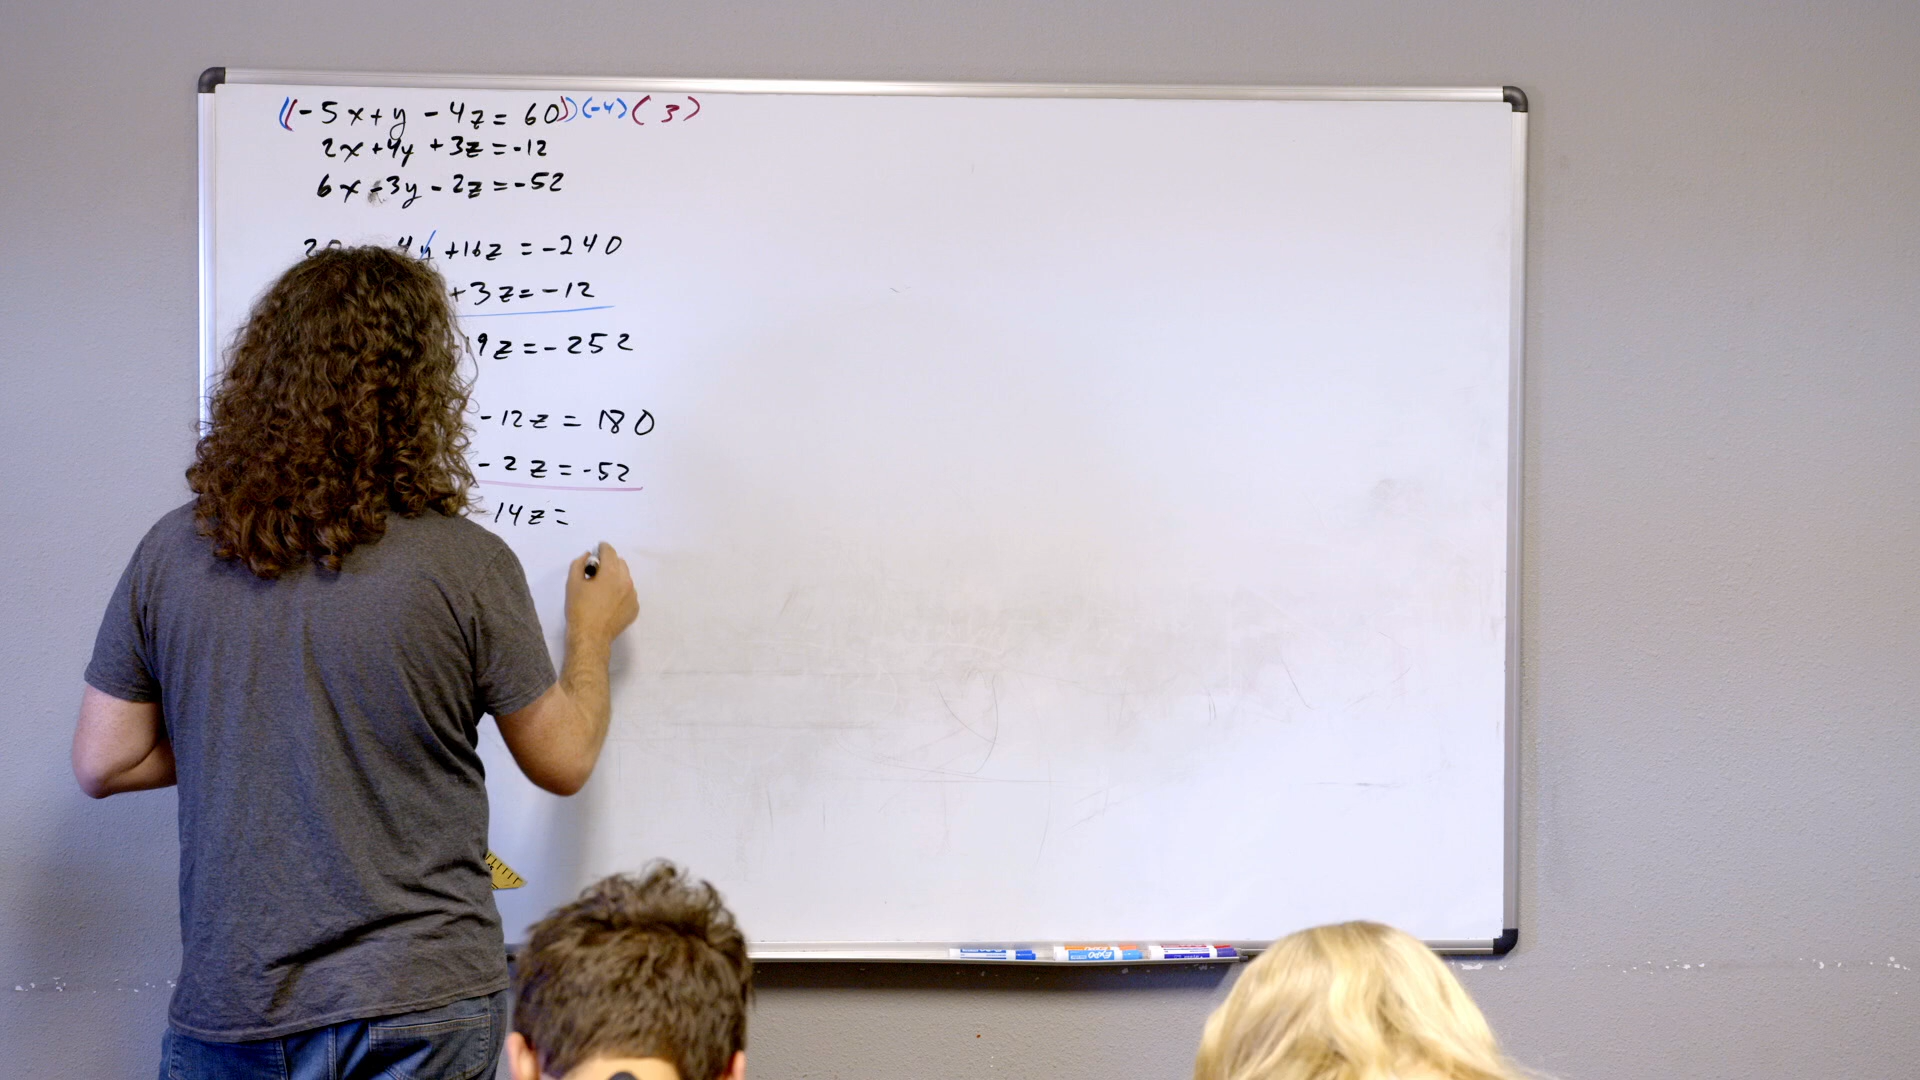 ((-5x+y-4z=60))(-4)(3)
2x+4y+3z=-12
6x-3y-2z=-52
4y+16z=-240
+3z=-12
19z=-252
-12z=180
-2z=-52
14z=
EXPO